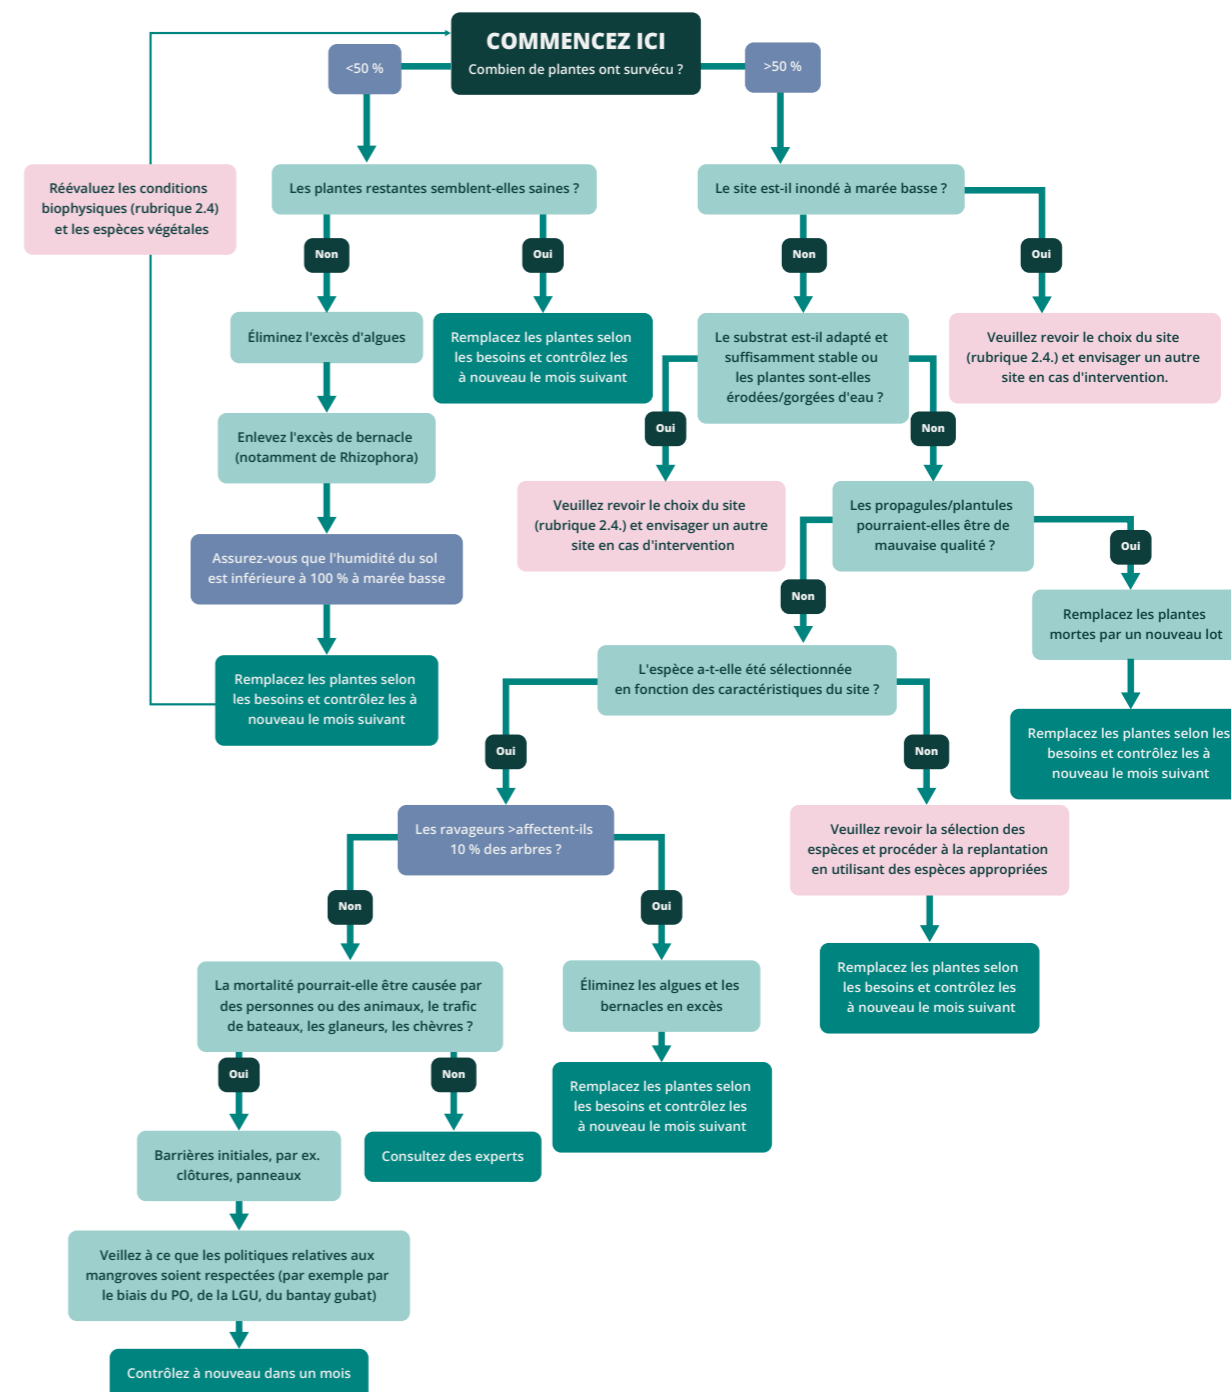 COMMENCEZ ICI
Combien de plantes ont survécu ?
<50 %
>50 %
Réévaluez les conditions
biophysiques (rubrique 2.4)
et les espèces végétales
Les plantes restantes semblent-elles saines ?
Le site est-il inondé à marée basse ?
Non
Oui
Non
Oui
Éliminez l'excès d'algues
Remplacez les plantes selon
les besoins et contrôlez les
à nouveau le mois suivant
Le substrat est-il adapté et
suffisamment stable ou
les plantes sont-elles
érodées/gorgées d'eau ?
Veuillez revoir le choix du site
(rubrique 2.4.) et envisager un autre
site en cas d'intervention.
Oui
Non
Enlevez l'excès de bernacle
(notamment de Rhizophora)
Veuillez revoir le choix du site
(rubrique 2.4.) et envisager un autre
site en cas d'intervention
Les propagules/plantules
pourraient-elles être de
mauvaise qualité ?
Assurez-vous que l'humidité du sol
est inférieure à 100 % à marée basse
Non
Oui
Remplacez les plantes
mortes par un nouveau lot
Remplacez les plantes selon
les besoins et contrôlez les à
nouveau le mois suivant
L'espèce a-t-elle été sélectionnée
en fonction des caractéristiques du site ?
Remplacez les plantes selon les
besoins et contrôlez les à
nouveau le mois suivant
Oui
Non
Les ravageurs >affectent-ils
10 % des arbres ?
Veuillez revoir la sélection des
espèces et procéder à la replantation
en utilisant des espèces appropriées
Non
Oui
Remplacez les plantes selon
les besoins et contrôlez les
à nouveau le mois suivant
La mortalité pourrait-elle être causée par
des personnes ou des animaux, le trafic
de bateaux, les glaneurs, les chèvres ?
Éliminez les algues et les
bernacles en excès
Oui
Non
Remplacez les plantes selon
les besoins et contrôlez les
à nouveau le mois suivant
Barrières initiales, par ex.
clôtures, panneaux
Consultez des experts
Veillez à ce que les politiques relatives aux
mangroves soient respectées (par exemple par
le biais du PO, de la LGU, du bantay gubat)
Contrôlez à nouveau dans un mois